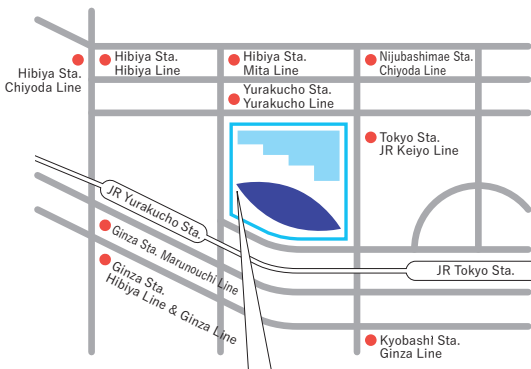 Hibiya Sta.
Chiyoda Line
Hibiya Sta.
Hibiya Line
Hibiya Sta.
Mita Line
Nijubashimae Sta.
Chiyoda Line
Yurakucho Sta.
Yurakucho Line
Tokyo Sta.
JR Keiyo Line
JR Yurakucho Sta.
Ginza Sta. Marunouchi Line
Ginza Sta.
Hibiya Line & Ginza Line
JR Tokyo Sta.
Kyobashi Sta.
Ginza Line